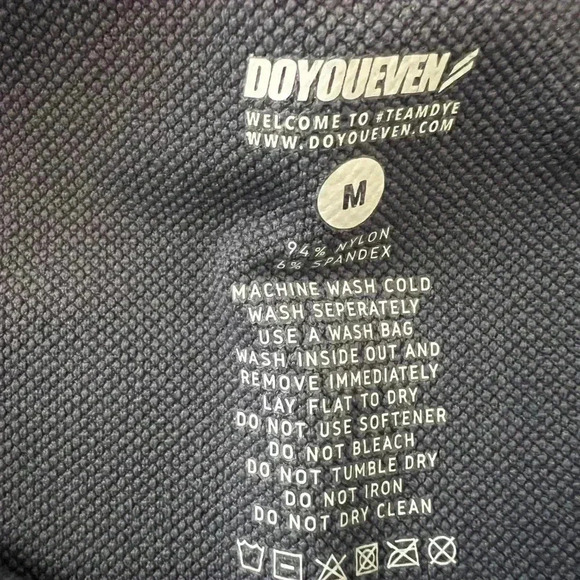 DOYOUEVEN
WELCOME TO #TEAMDYE
WWW.DOYOUEVEN.COM
M
94% NYLON
6% SPANDEX
MACHINE WASH COLD
WASH SEPERATELY
USE A WASH BAG
WASH INSIDE OUT AND
REMOVE IMMEDIATELY
LAY FLAT TO DRY
DO NOT USE SOFTENER
DO NOT BLEACH
DO NOT TUMBLE DRY
DO NOT IRON
DO NOT DRY CLEAN